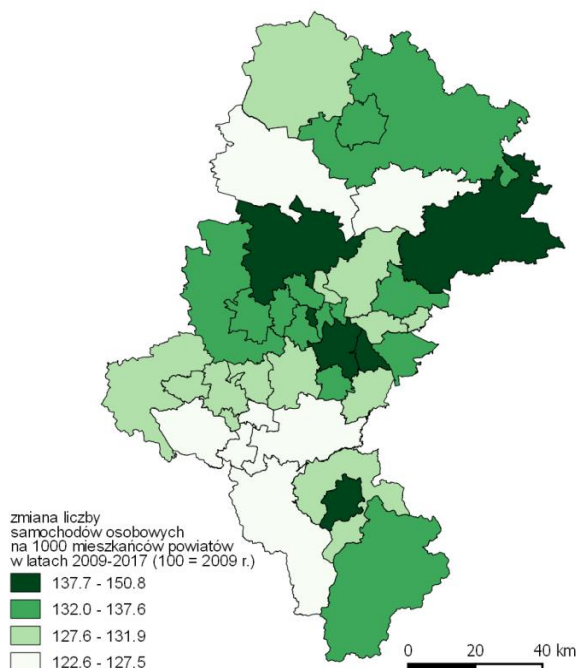 zmiana liczby
samochodów osobowych
na 1000 mieszkańców powiatów
w latach 2009-2017 (100 = 2009 r.)
137.7 - 150.8
132.0 - 137.6
127.6 - 131.9
122.6 - 127.5
0 20 40 km